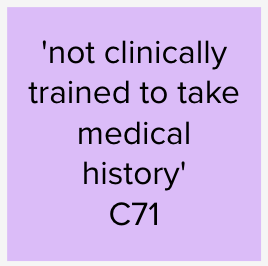 'not clinically
trained to take
medical
history'
C71